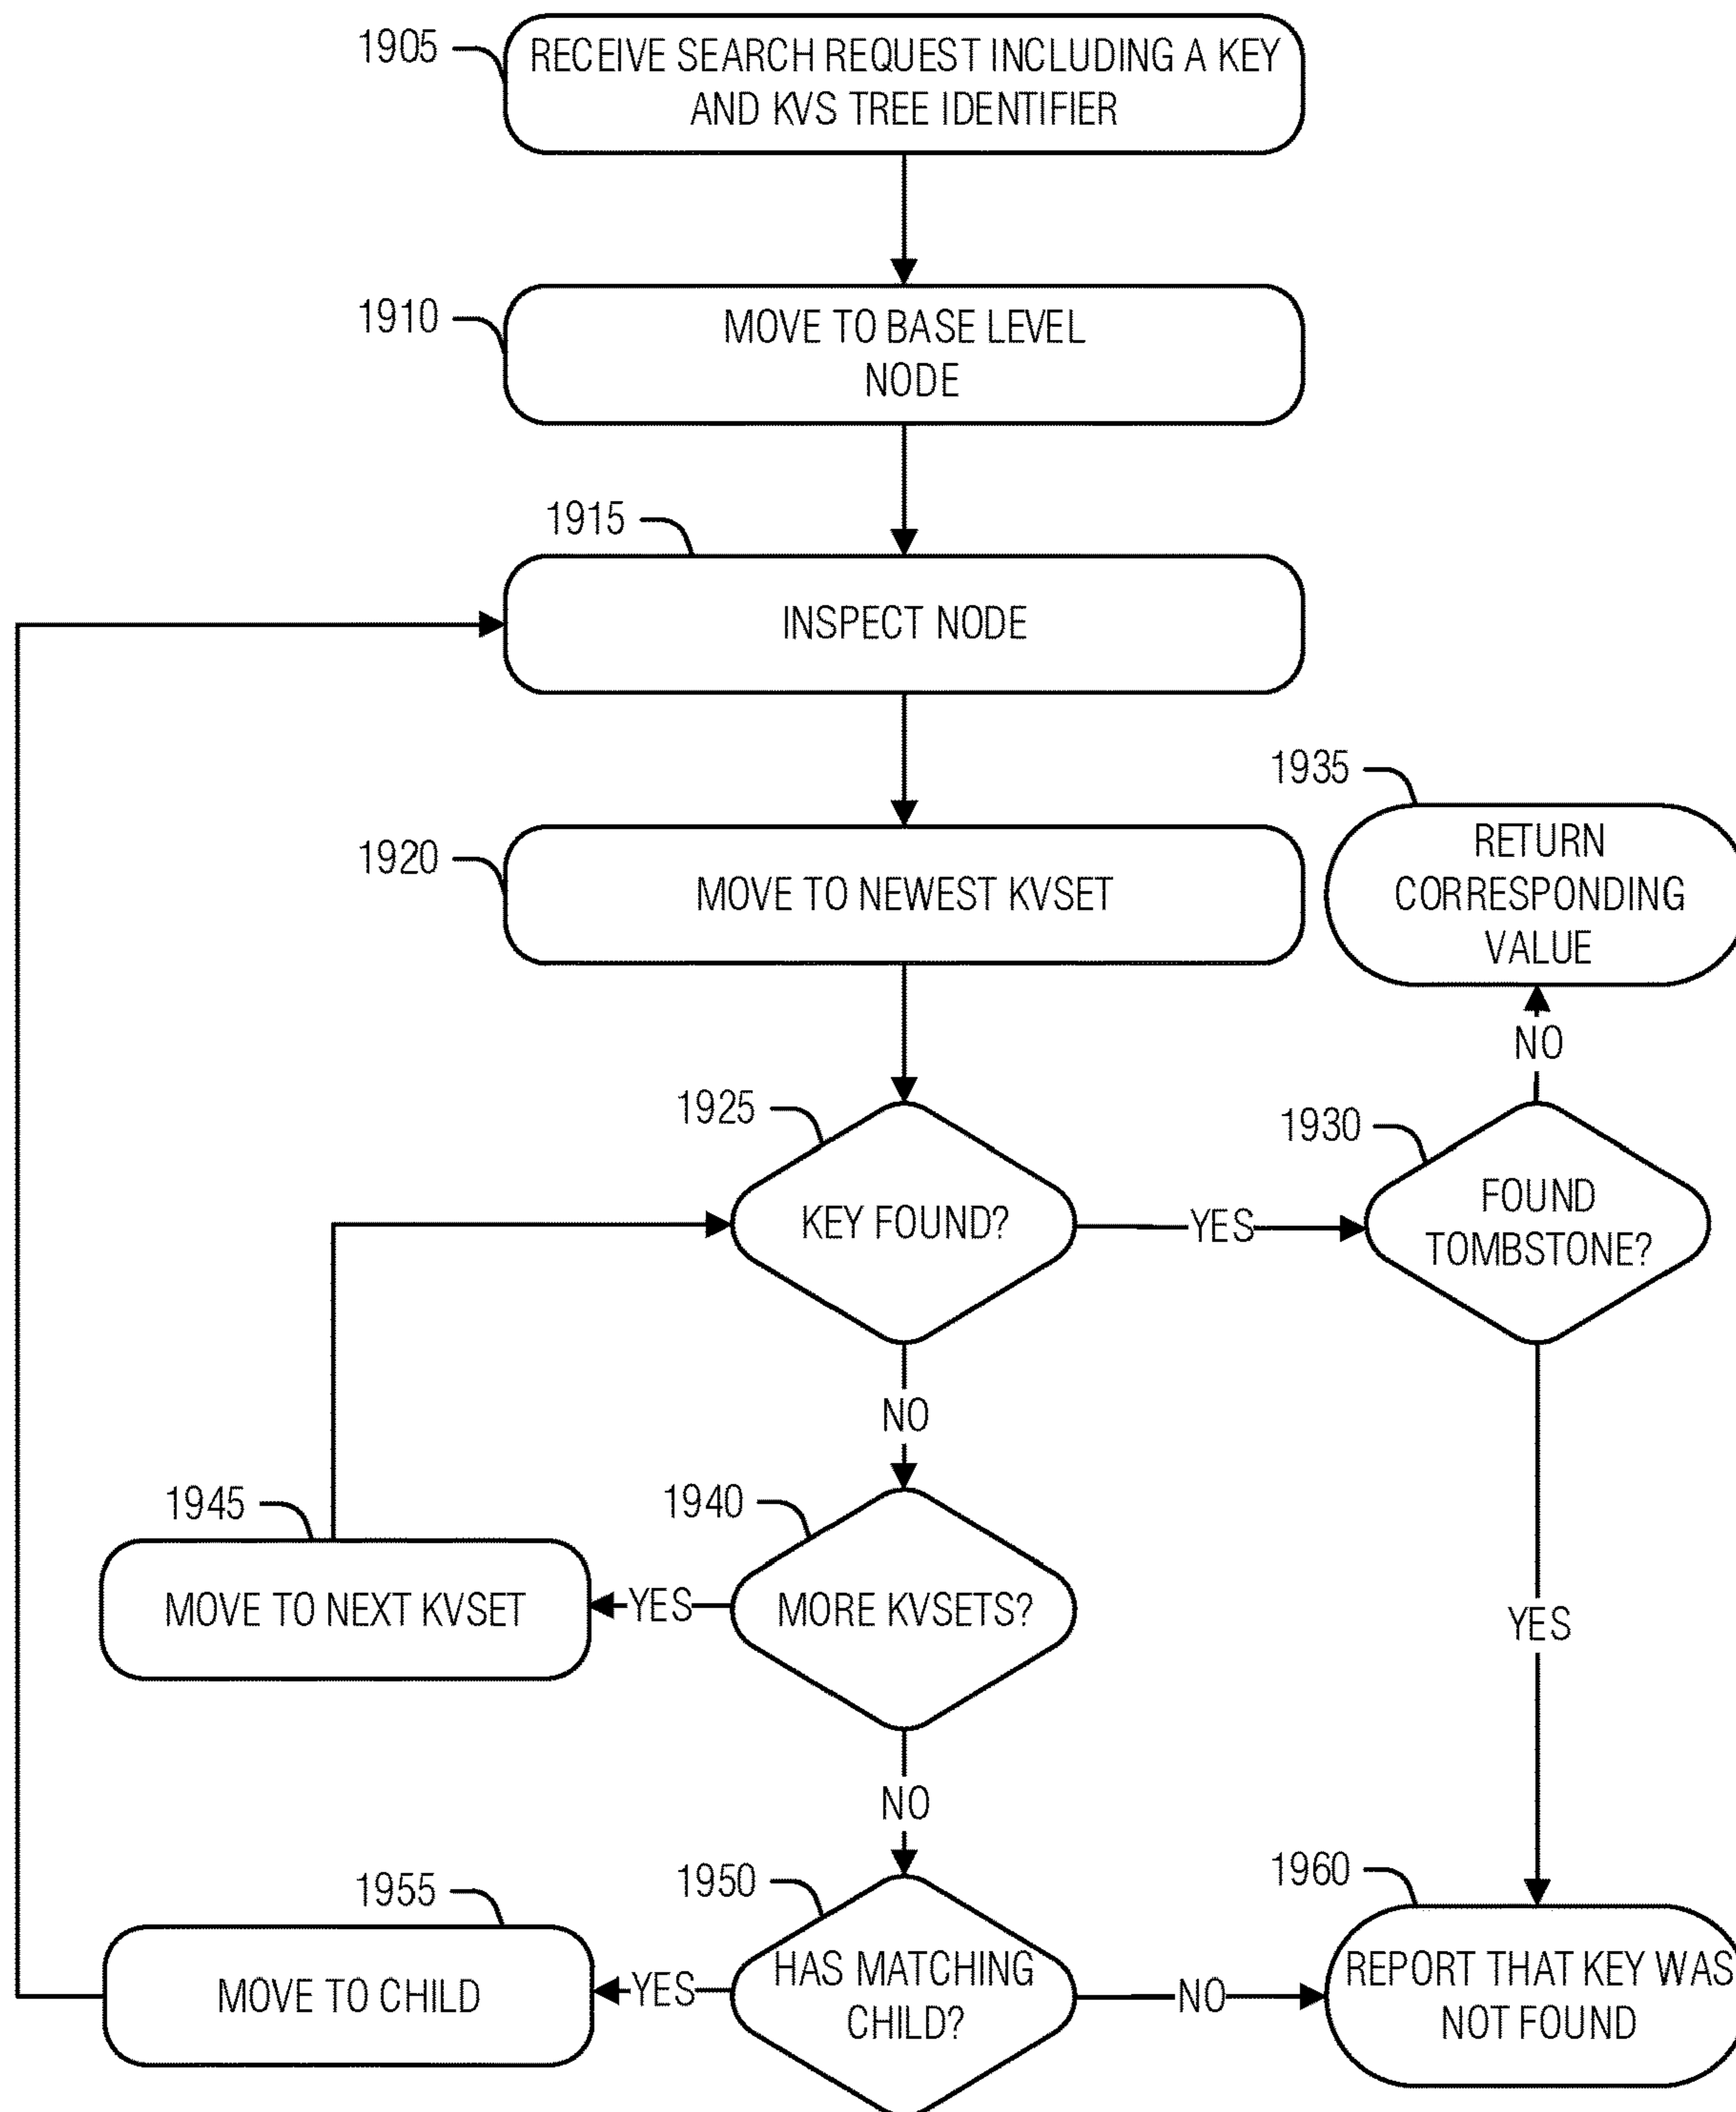 1905
RECEIVE SEARCH REQUEST INCLUDING A KEY
AND KVS TREE IDENTIFIER
1910
MOVE TO BASE LEVEL
NODE
1915
INSPECT NODE
1920
MOVE TO NEWEST KVSET
1935
RETURN
CORRESPONDING
VALUE
NO
1925
KEY FOUND?
YES
1930
FOUND
TOMBSTONE?
NO
1945
MOVE TO NEXT KVSET
YES
1940
MORE KVSETS?
YES
NO
1955
MOVE TO CHILD
YES
1950
HAS MATCHING
CHILD?
NO
1960
REPORT THAT KEY WAS
NOT FOUND